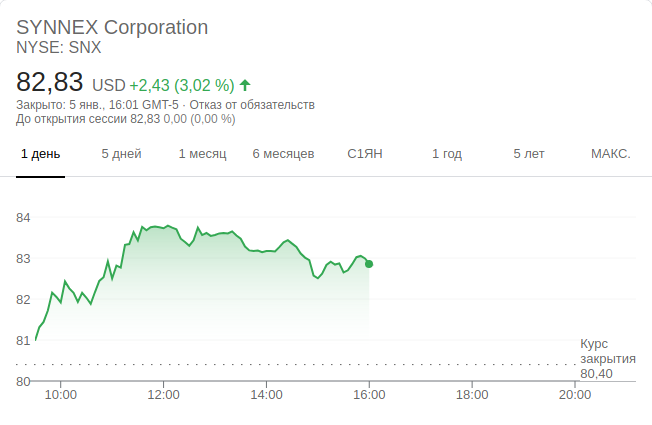 SYNNEX Corporation
NYSE: SNX
82,83 USD +2,43 (3,02 %)
Закрыто: 5 янв., 16:01 GMT-5 · Отказ от обязательств
До открытия сессии 82,83 0,00 (0,00 %)
1 день 5 дней 1 месяц 6 месяцев С1ЯН 1 год 5 лет МАКС.
84
83
82
81
Курс
закрытия
80,40
80
10:00 12:00 14:00 16:00 18:00 20:00